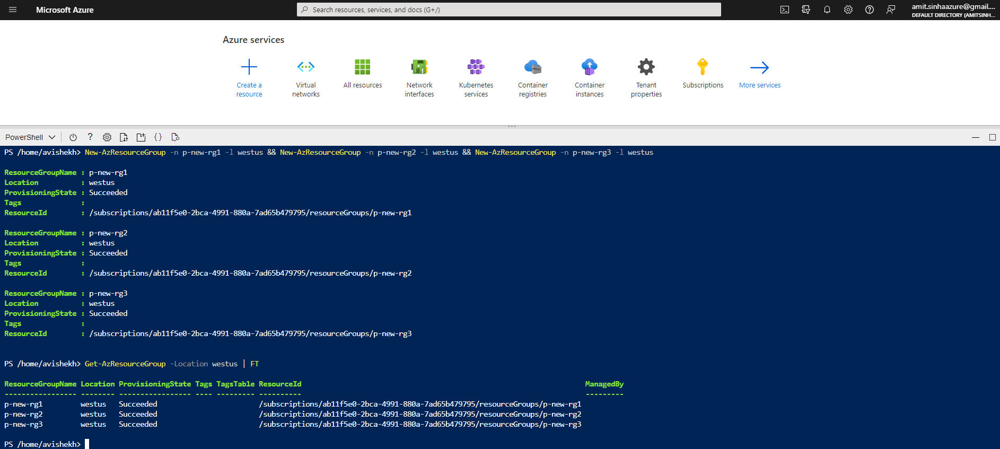 Microsoft Azure
Search resources, services, and docs (G+/)
amit.sinhaazure@gmail....
DEFAULT DIRECTORY (AMITSINH...
Azure services
Create a resource
Virtual networks
All resources
Network interfaces
Kubernetes services
Container registries
Container instances
Tenant properties
Subscriptions
More services
PowerShell
PS /home/avishekh> New-AzResourceGroup -n p-new-rg1 -l westus && New-AzResourceGroup -n p-new-rg2 -l westus && New-AzResourceGroup -n p-new-rg3 -l westus
ResourceGroupName : p-new-rg1
Location : westus
ProvisioningState : Succeeded
Tags :
ResourceId : /subscriptions/ab11f5e0-2bca-4991-880a-7ad65b479795/resourceGroups/p-new-rg1
ResourceGroupName : p-new-rg2
Location : westus
ProvisioningState : Succeeded
Tags :
ResourceId : /subscriptions/ab11f5e0-2bca-4991-880a-7ad65b479795/resourceGroups/p-new-rg2
ResourceGroupName : p-new-rg3
Location : westus
ProvisioningState : Succeeded
Tags :
ResourceId : /subscriptions/ab11f5e0-2bca-4991-880a-7ad65b479795/resourceGroups/p-new-rg3
PS /home/avishekh> Get-AzResourceGroup -Location westus | FT
ResourceGroupName Location ProvisioningState Tags TagsTable ResourceId ManagedBy
----------------- -------- ----------------- ---- --------- ---------- ---------
p-new-rg1 westus Succeeded /subscriptions/ab11f5e0-2bca-4991-880a-7ad65b479795/resourceGroups/p-new-rg1
p-new-rg2 westus Succeeded /subscriptions/ab11f5e0-2bca-4991-880a-7ad65b479795/resourceGroups/p-new-rg2
p-new-rg3 westus Succeeded /subscriptions/ab11f5e0-2bca-4991-880a-7ad65b479795/resourceGroups/p-new-rg3
PS /home/avishekh>